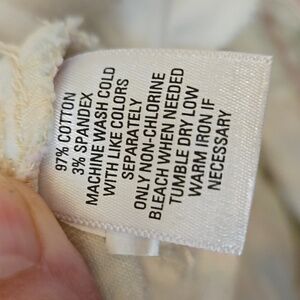 97% COTTON
3% SPANDEX
MACHINE WASH COLD
WITH LIKE COLORS
SEPARATELY
ONLY NON-CHLORINE
BLEACH WHEN NEEDED
TUMBLE DRY LOW
WARM IRON IF
NECESSARY